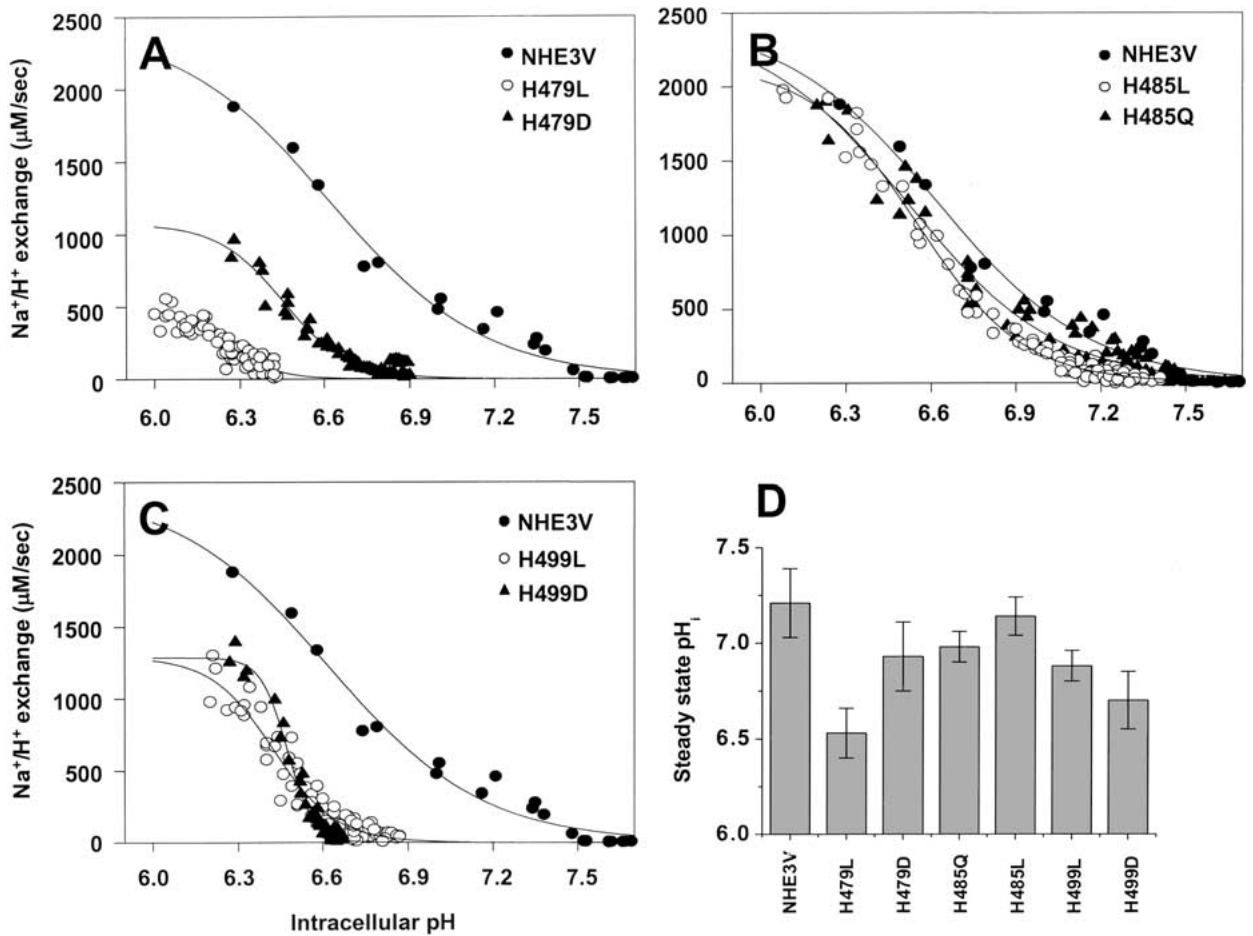 A
Na⁺/H⁺ exchange (µM/sec)
2500
2000
1500
1000
500
0
6.0 6.3 6.6 6.9 7.2 7.5
NHE3V
H479L
H479D
B
2500
2000
1500
1000
500
0
6.0 6.3 6.6 6.9 7.2 7.5
NHE3V
H485L
H485Q
C
Na⁺/H⁺ exchange (µM/sec)
2500
2000
1500
1000
500
0
6.0 6.3 6.6 6.9 7.2 7.5
Intracellular pH
NHE3V
H499L
H499D
D
Steady state pHᵢ
7.5
7.0
6.5
6.0
NHE3V
H479L
H479D
H485Q
H485L
H499L
H499D